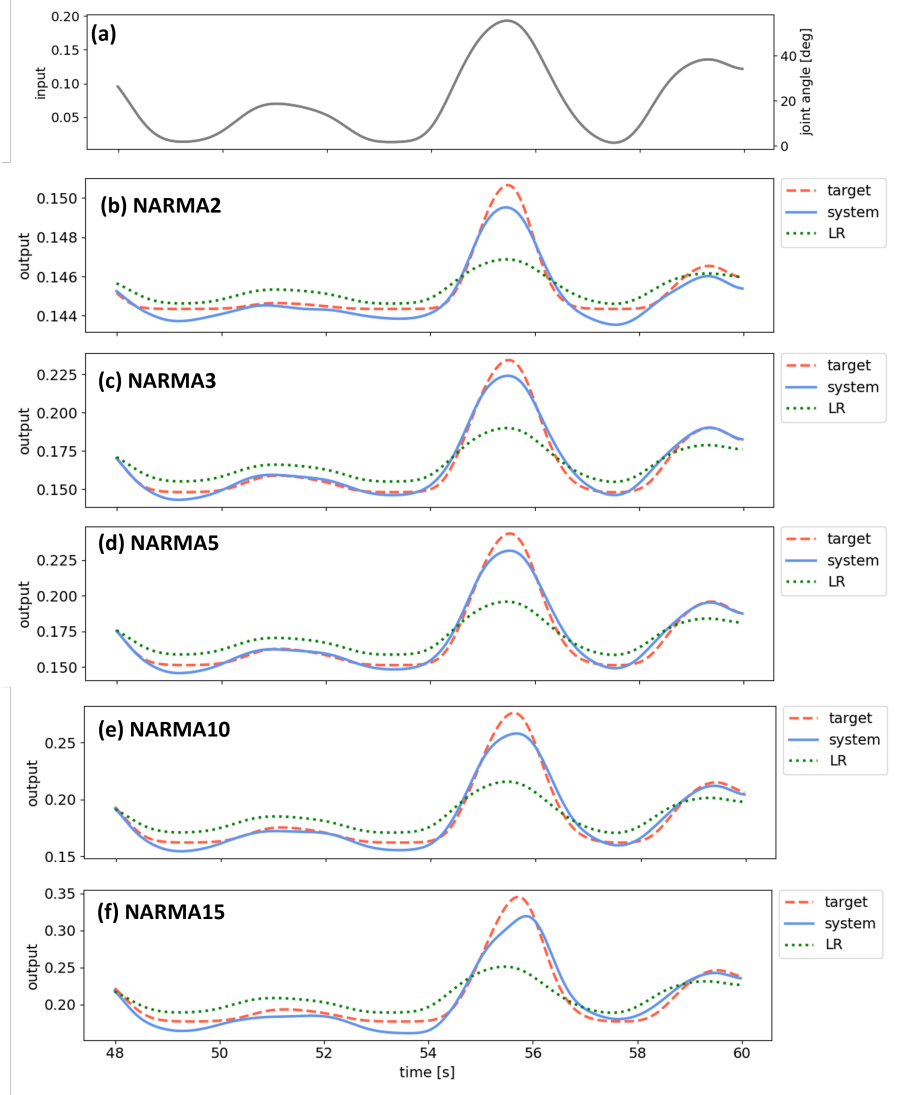 (a)
0.20
0.15
0.10
0.05
input
40
20
0
joint angle [deg]
(b) NARMA2
0.150
0.148
0.146
0.144
output
target
system
LR
(c) NARMA3
0.225
0.200
0.175
0.150
output
target
system
LR
(d) NARMA5
0.225
0.200
0.175
0.150
output
target
system
LR
(e) NARMA10
0.25
0.20
0.15
output
target
system
LR
(f) NARMA15
0.35
0.30
0.25
0.20
output
target
system
LR
48 50 52 54 56 58 60
time [s]